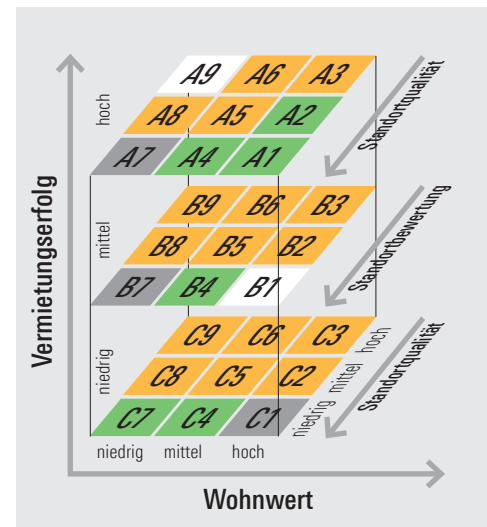 A9 A6 A3
A8 A5 A2
A7 A4 A1
hoch
Standortqualität
B9 B6 B3
B8 B5 B2
B7 B4 B1
mittel
Standortbewertung
Vermietungserfolg
C9 C6 C3
C8 C5 C2
C7 C4 C1
niedrig
niedrig mittel hoch
Standortqualität
niedrig mittel hoch
Wohnwert